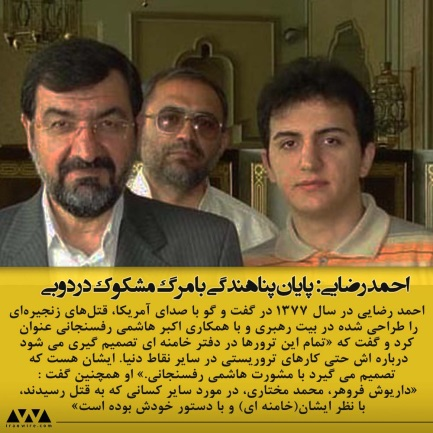 احمد رضایی: پایان پناهندگی با مرگ مشکوک در دوبی
احمد رضایی در سال ۱۳۷۷ در گفت و گو با صدای آمریکا، قتل‌های زنجیره‌ای
را طراحی شده در بیت رهبری و با همکاری اکبر هاشمی رفسنجانی عنوان
کرد و گفت که «تمام این ترورها در دفتر خامنه ای تصمیم گیری می شود
درباره اش حتی کارهای تروریستی در سایر نقاط دنیا. ایشان هست که
تصمیم می گیرد با مشورت هاشمی رفسنجانی.» او همچنین گفت :
«داریوش فروهر، محمد مختاری، در مورد سایر کسانی که به قتل رسیدند،
با نظر ایشان(خامنه ای) و با دستور خودش بوده است»
iranwire.com